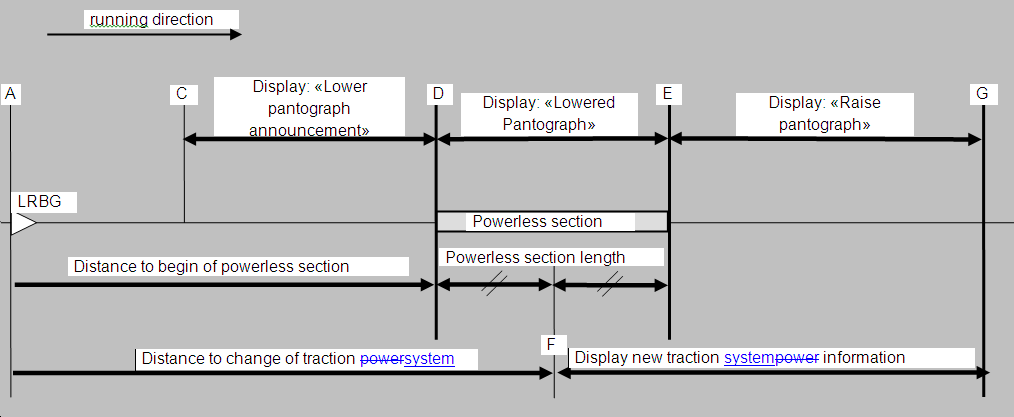 running direction
Display: «Lower
pantograph
announcement»
A
C
D
Display: «Lowered
Pantograph»
E
Display: «Raise
pantograph»
G
LRBG
Powerless section
Powerless section length
Distance to begin of powerless section
F
Distance to change of traction powersystem
Display new traction systempower information